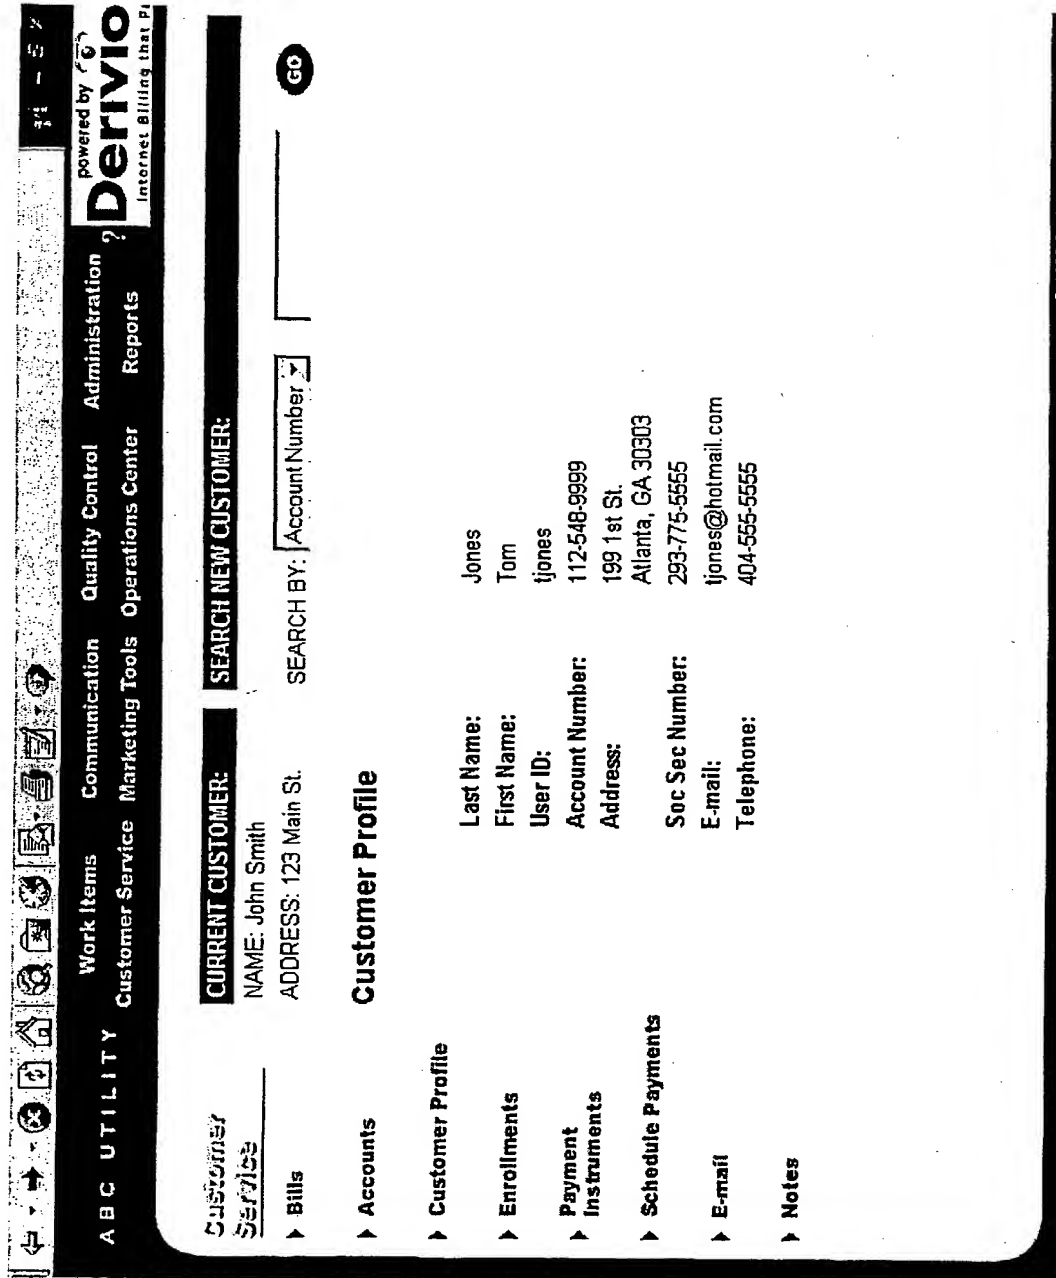 powered by
Derivio
Internet Billing that
ABC UTILITY
Work Items Communication Quality Control Administration ?
Customer Service Marketing Tools Operations Center Reports
Customer Service
Bills
Accounts
Customer Profile
Enrollments
Payment
Instruments
Schedule Payments
E-mail
Notes
CURRENT CUSTOMER: SEARCH NEW CUSTOMER:
NAME: John Smith
ADDRESS: 123 Main St. SEARCH BY: Account Number GO
Customer Profile
Last Name: Jones
First Name: Tom
User ID: tjones
Account Number: 112-548-9999
Address: 199 1st St.
Atlanta, GA 30303
Soc Sec Number: 293-775-5555
E-mail: tjones@hotmail.com
Telephone: 404-555-5555